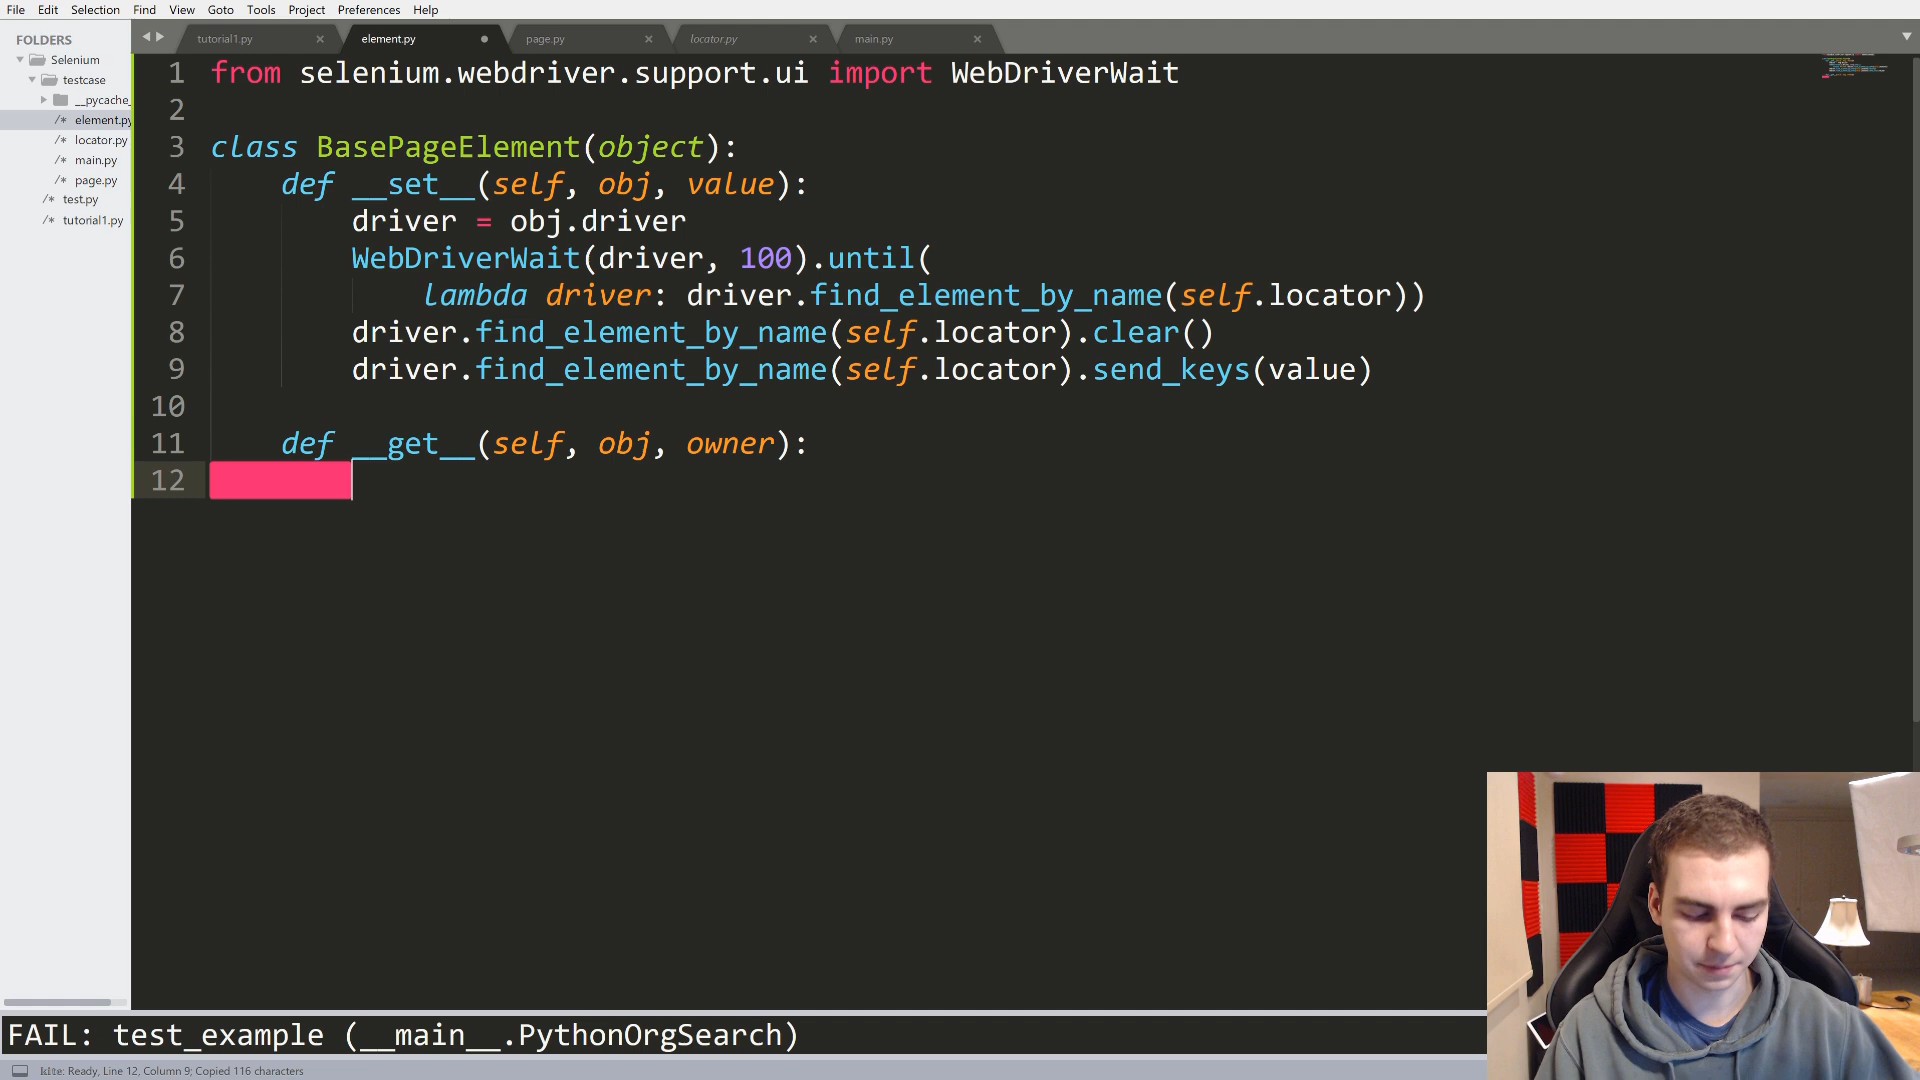 File Edit Selection Find View Goto Tools Project Preferences Help
FOLDERS
Selenium
testcase
__pycache_
/* element.py
/* locator.py
/* main.py
/* page.py
/* test.py
/* tutorial1.py
tutorial1.py element.py page.py locator.py main.py
1 from selenium.webdriver.support.ui import WebDriverWait
2
3 class BasePageElement(object):
4 def __set__(self, obj, value):
5 driver = obj.driver
6 WebDriverWait(driver, 100).until(
7 lambda driver: driver.find_element_by_name(self.locator))
8 driver.find_element_by_name(self.locator).clear()
9 driver.find_element_by_name(self.locator).send_keys(value)
10
11 def __get__(self, obj, owner):
12
FAIL: test_example (__main__.PythonOrgSearch)
kite: Ready, Line 12, Column 9; Copied 116 characters